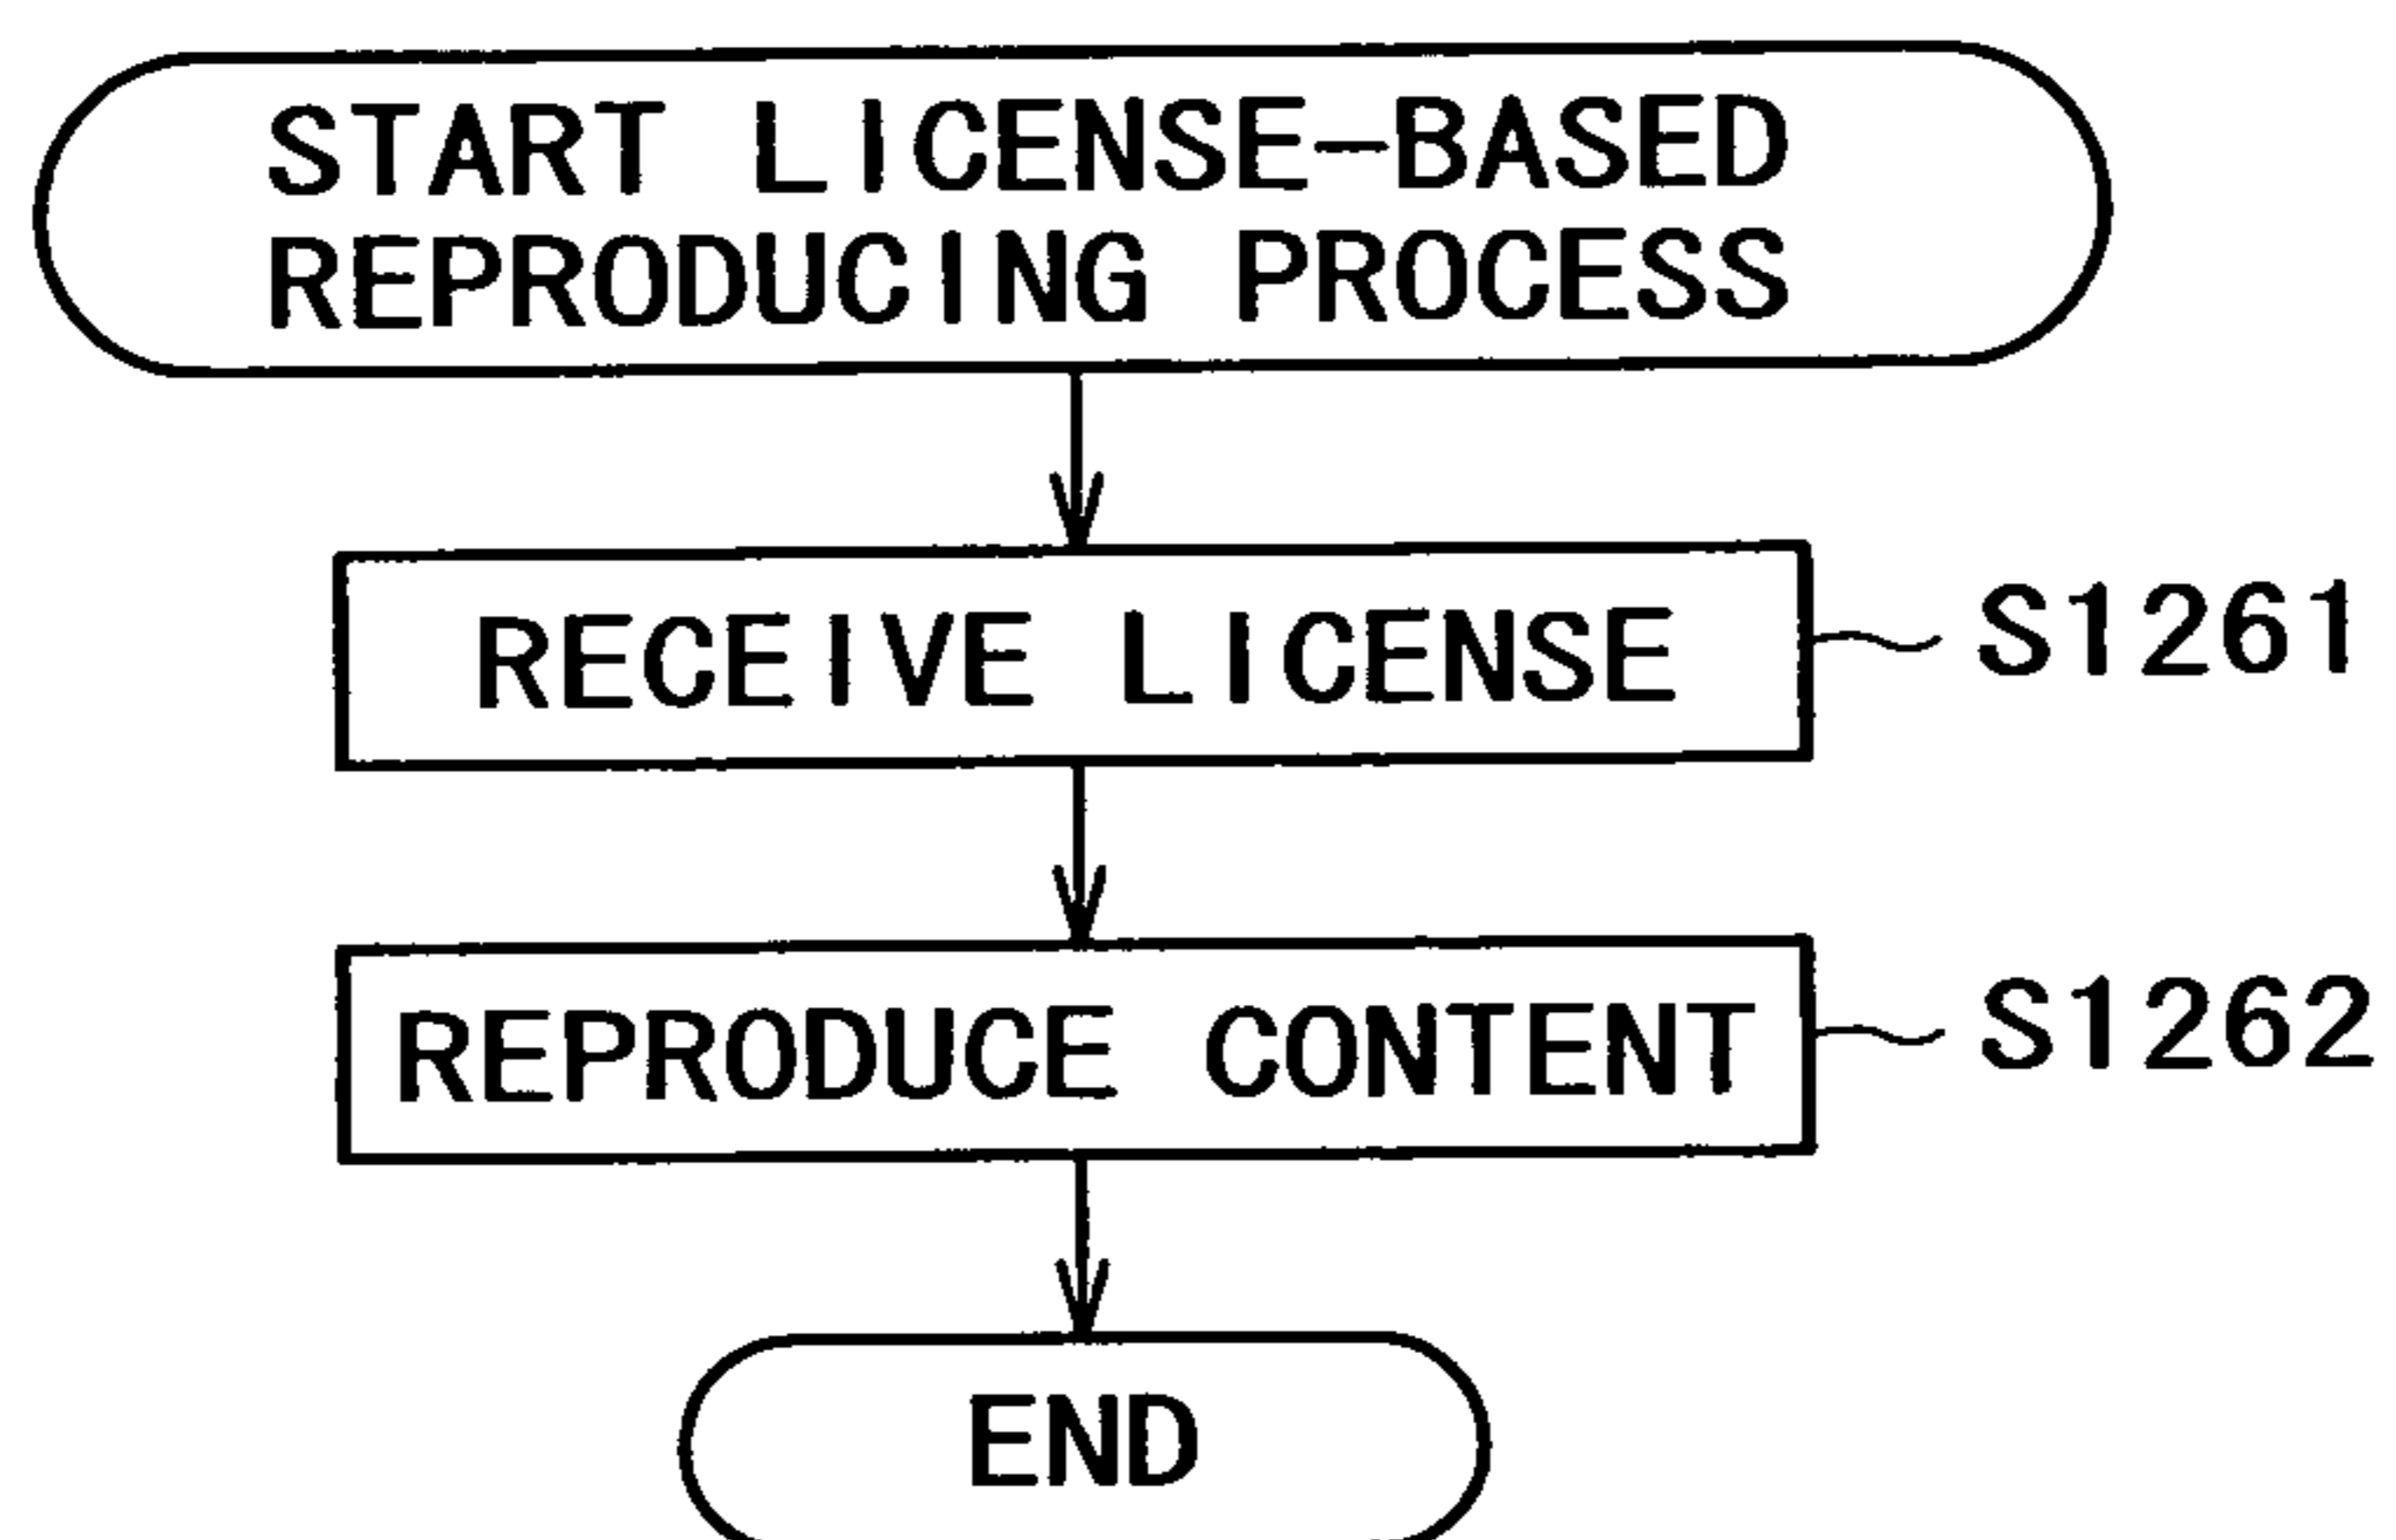 START LICENSE-BASED
REPRODUCING PROCESS
RECEIVE LICENSE
S1261
REPRODUCE CONTENT
S1262
END